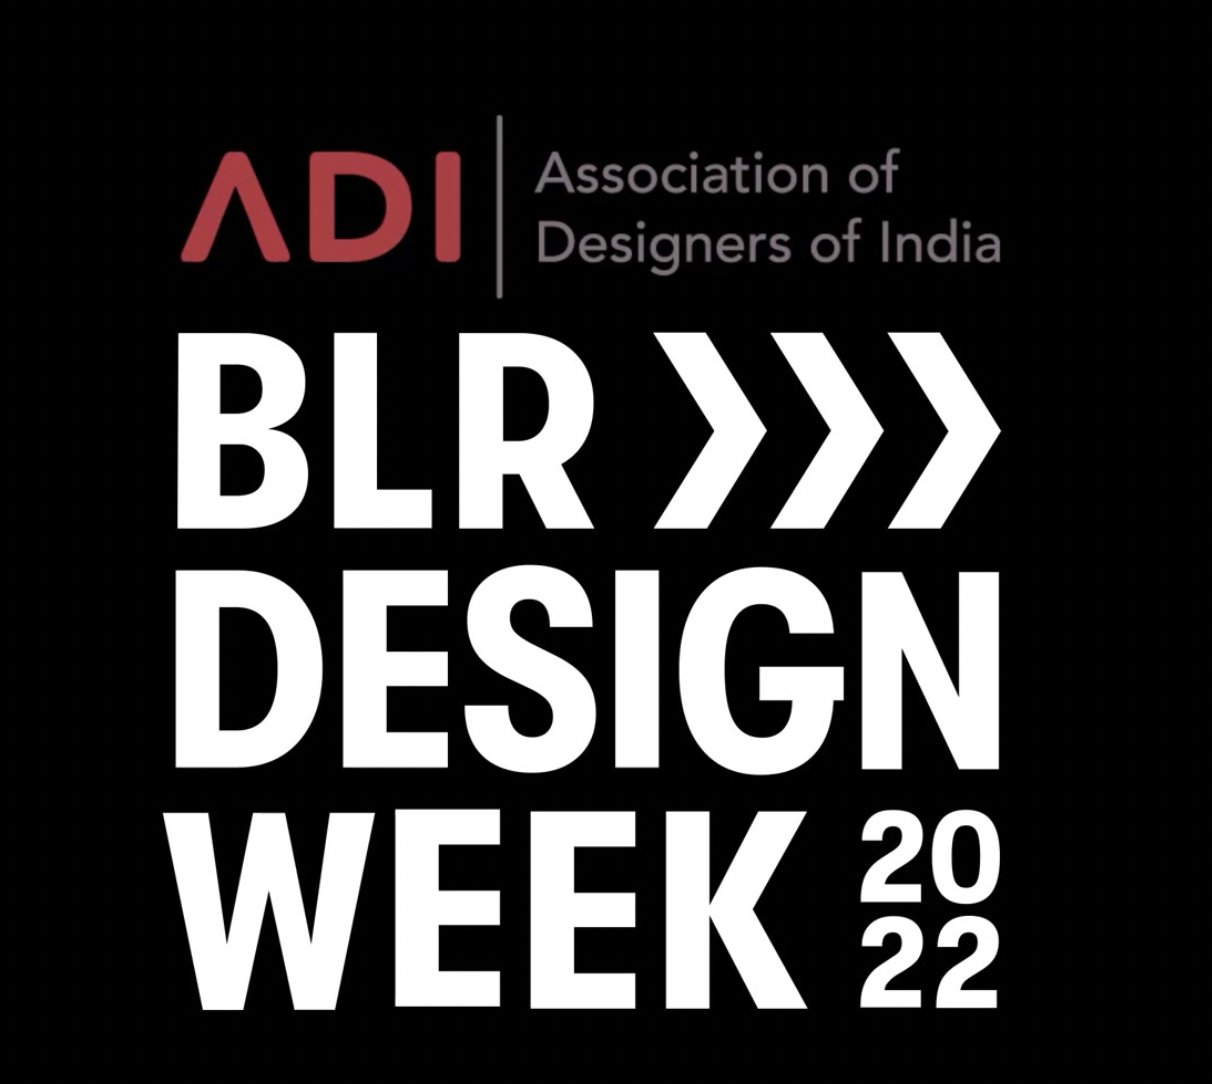 ADI
Association of
Designers of India
BLR
DESIGN
WEEK
20
22